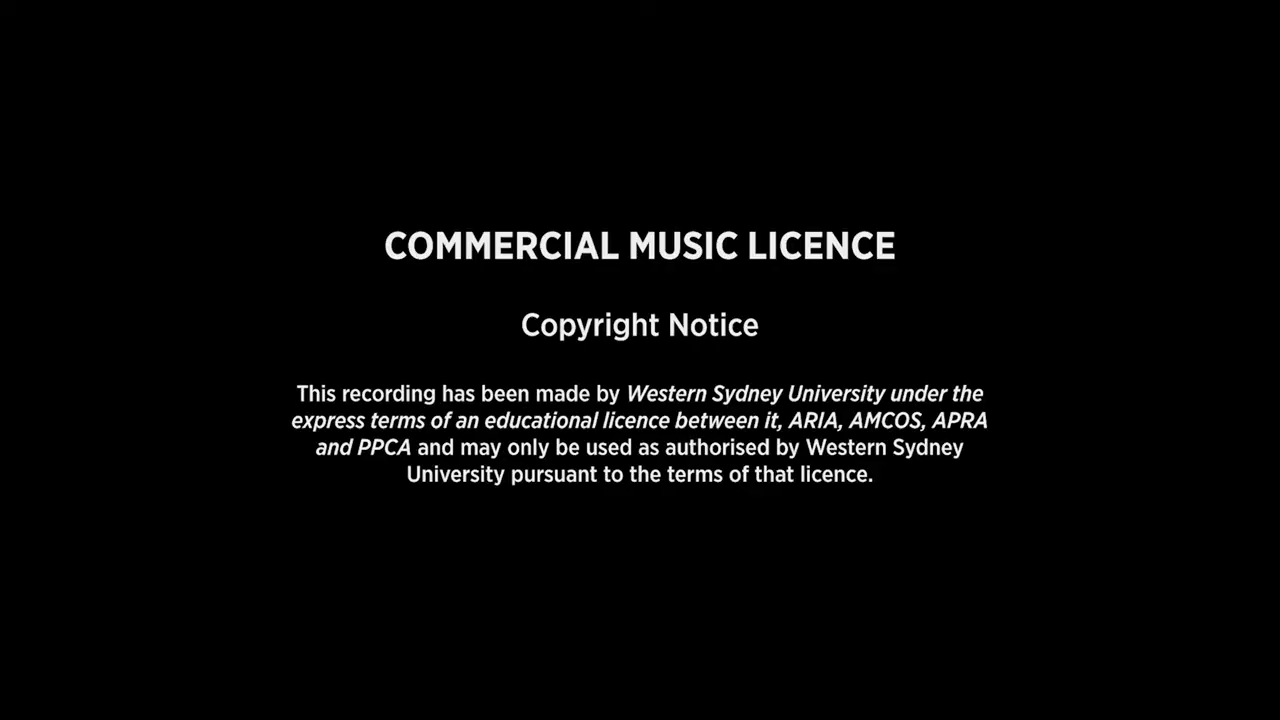 COMMERCIAL MUSIC LICENCE
Copyright Notice
This recording has been made by Western Sydney University under the
express terms of an educational licence between it, ARIA, AMCOS, APRA
and PPCA and may only be used as authorised by Western Sydney
University pursuant to the terms of that licence.